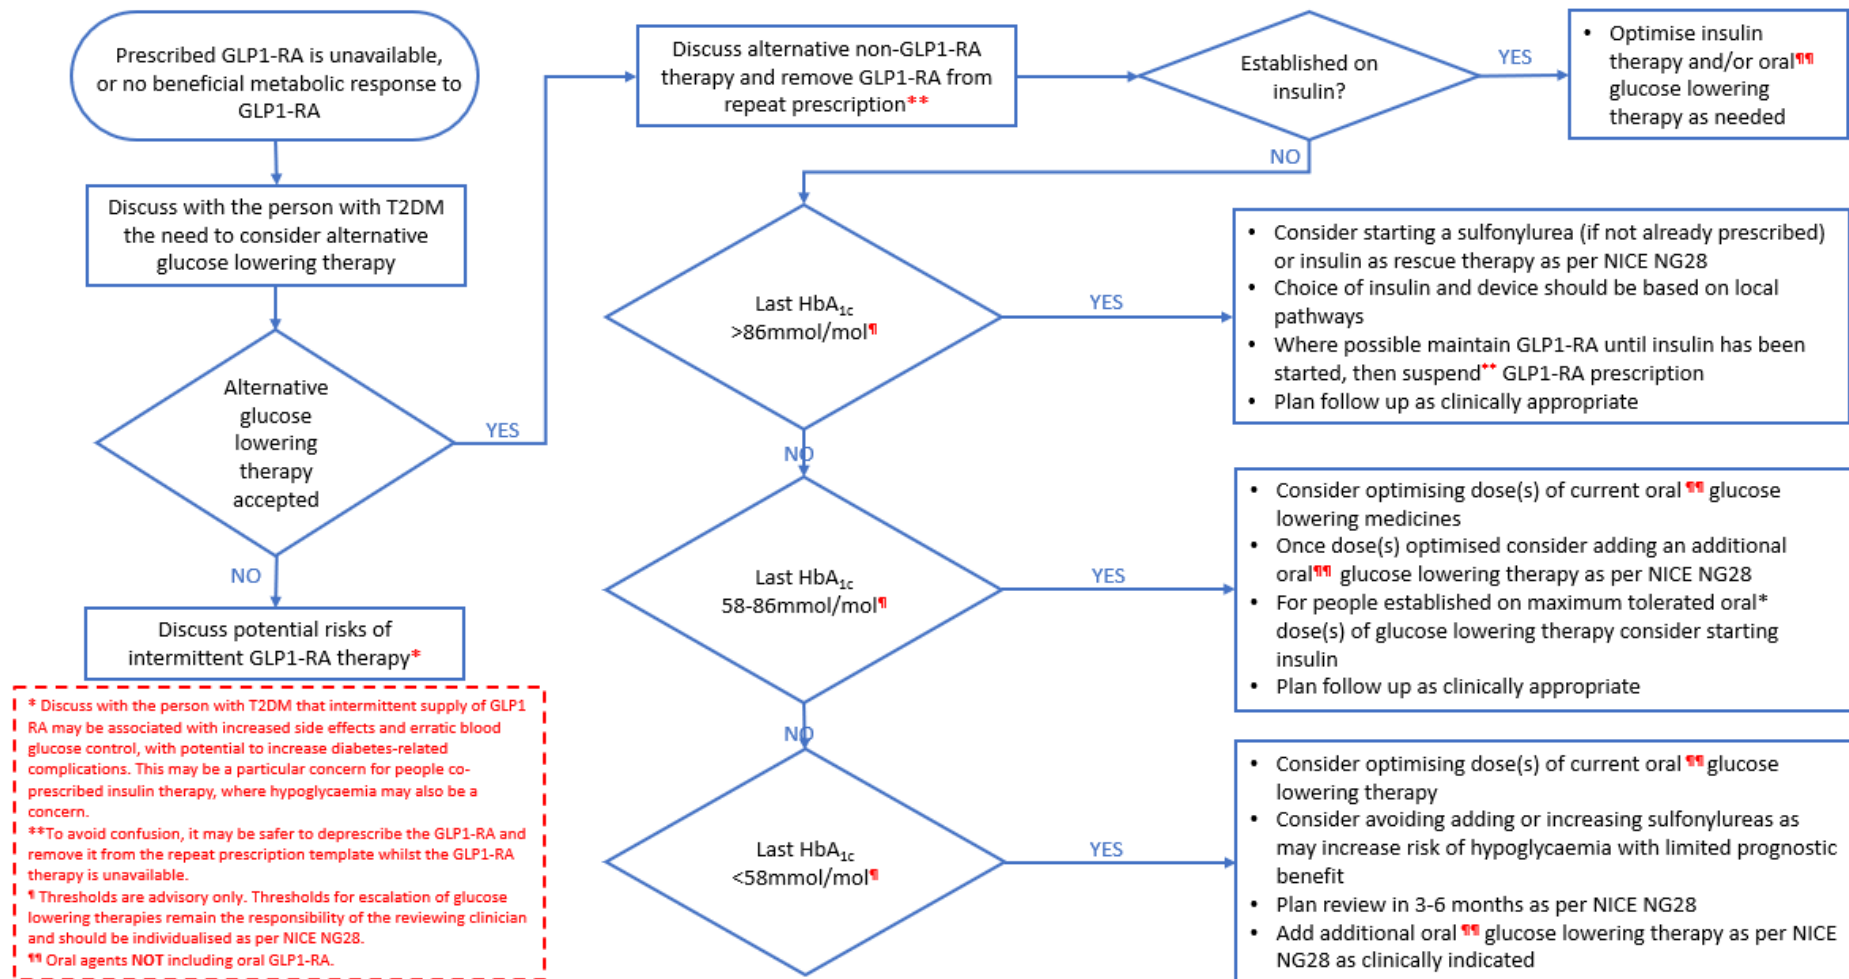 Prescribed GLP1-RA is unavailable,
or no beneficial metabolic response to
GLP1-RA
Discuss with the person with T2DM
the need to consider alternative
glucose lowering therapy
Alternative
glucose
lowering
therapy
accepted
YES
NO
Discuss potential risks of
intermittent GLP1-RA therapy*
* Discuss with the person with T2DM that intermittent supply of GLP1
RA may be associated with increased side effects and erratic blood
glucose control, with potential to increase diabetes-related
complications. This may be a particular concern for people co-
prescribed insulin therapy, where hypoglycaemia may also be a
concern.
**To avoid confusion, it may be safer to deprescribe the GLP1-RA and
remove it from the repeat prescription template whilst the GLP1-RA
therapy is unavailable.
¶ Thresholds are advisory only. Thresholds for escalation of glucose
lowering therapies remain the responsibility of the reviewing clinician
and should be individualised as per NICE NG28.
¶¶ Oral agents NOT including oral GLP1-RA.
Discuss alternative non-GLP1-RA
therapy and remove GLP1-RA from
repeat prescription**
Established on
insulin?
YES
• Optimise insulin
therapy and/or oral¶¶
glucose lowering
therapy as needed
NO
Last HbA1c
>86mmol/mol¶
YES
• Consider starting a sulfonylurea (if not already prescribed)
or insulin as rescue therapy as per NICE NG28
• Choice of insulin and device should be based on local
pathways
• Where possible maintain GLP1-RA until insulin has been
started, then suspend** GLP1-RA prescription
• Plan follow up as clinically appropriate
NO
Last HbA1c
58-86mmol/mol¶
YES
• Consider optimising dose(s) of current oral ¶¶ glucose
lowering medicines
• Once dose(s) optimised consider adding an additional
oral¶¶ glucose lowering therapy as per NICE NG28
• For people established on maximum tolerated oral*
dose(s) of glucose lowering therapy consider starting
insulin
• Plan follow up as clinically appropriate
NO
Last HbA1c
<58mmol/mol¶
YES
• Consider optimising dose(s) of current oral ¶¶ glucose
lowering therapy
• Consider avoiding adding or increasing sulfonylureas as
may increase risk of hypoglycaemia with limited prognostic
benefit
• Plan review in 3-6 months as per NICE NG28
• Add additional oral ¶¶ glucose lowering therapy as per NICE
NG28 as clinically indicated